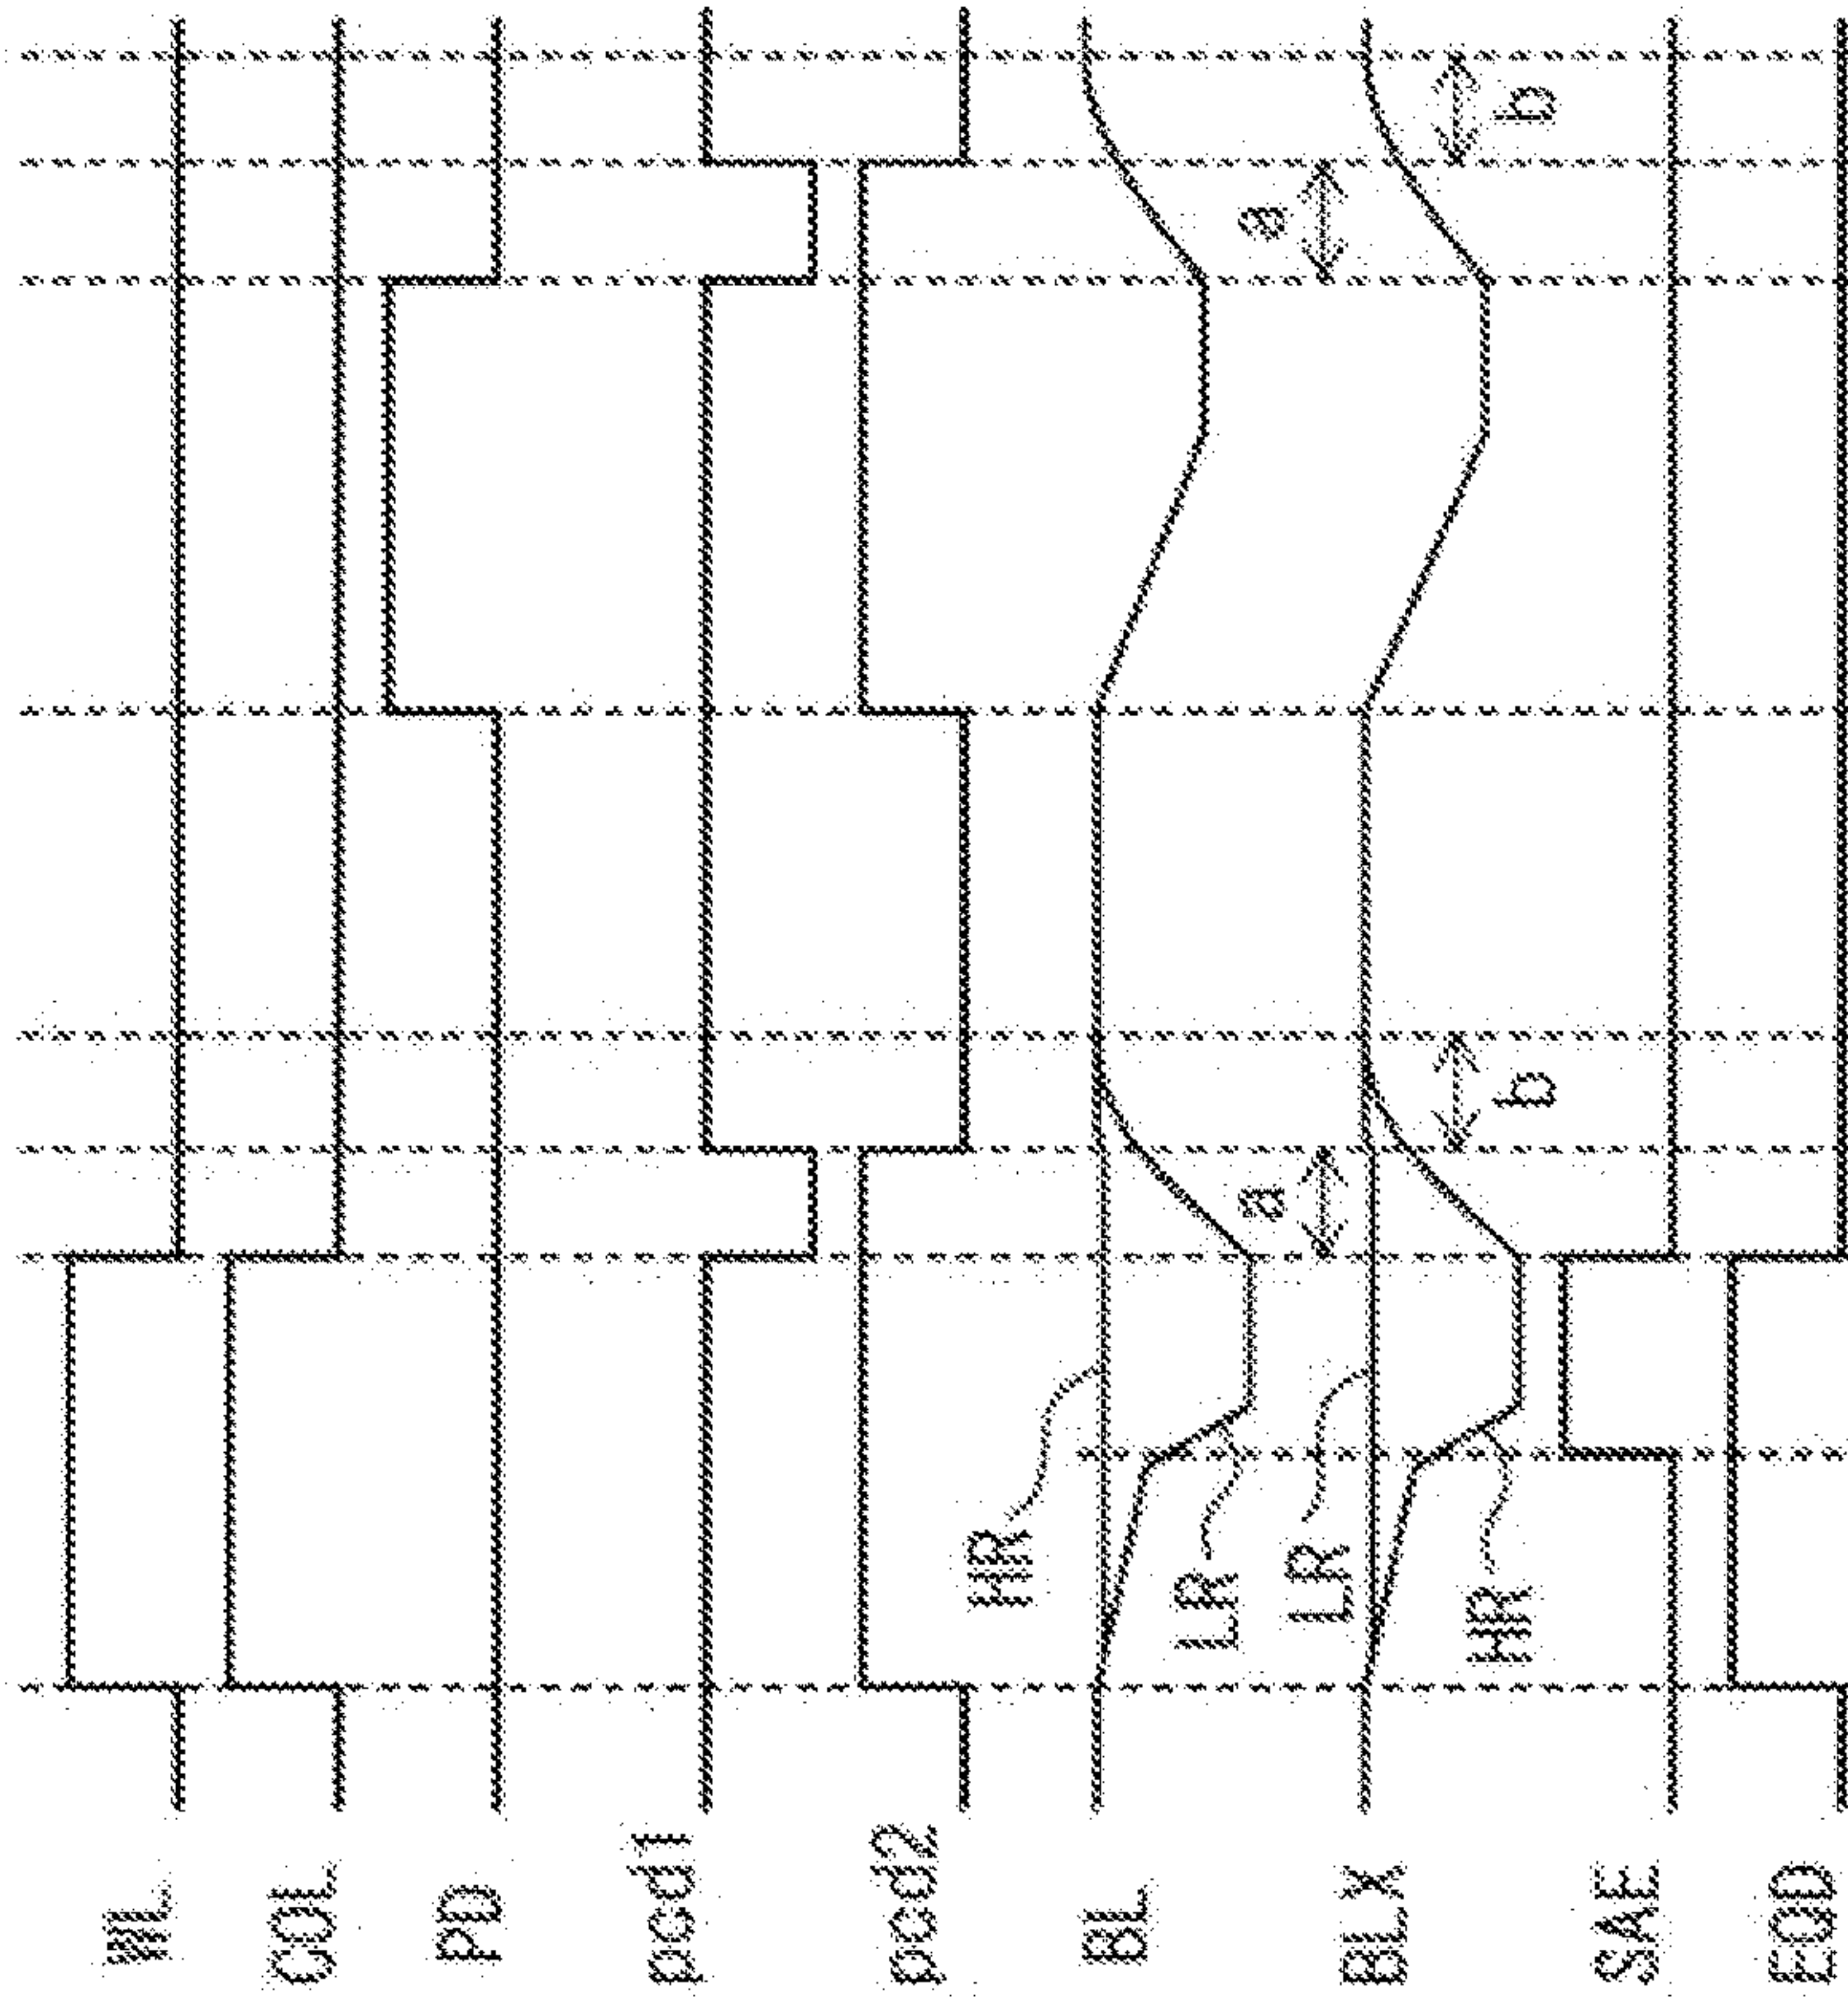 WL
COL
PD
pcd1
pcd2
HR
BL
LR
a a
LR
BLX
HR
b b
SAE
EQD